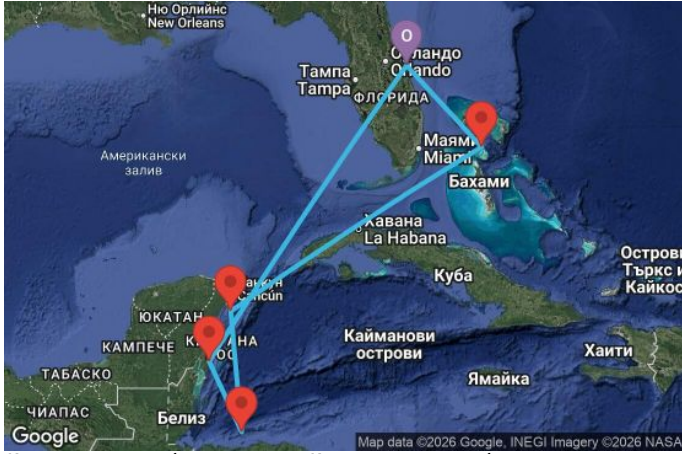 Ню Орлийнс
New Orleans
O
Орландо
Orlando
Тампа
Tampa
ФЛОРИДА
Маями
Miami
Американски
залив
Бахами
Хавана
La Habana
Острови
Търкс и
Кайкос
Cancún
Куба
ЮКАТАН
КАМПЕЧЕ
Кайманови
острови
Хаити
ТАБАСКО
Ямайка
ЧИАПАС
Белиз
Google
Map data ©2026 Google, INEGI Imagery ©2026 NASA